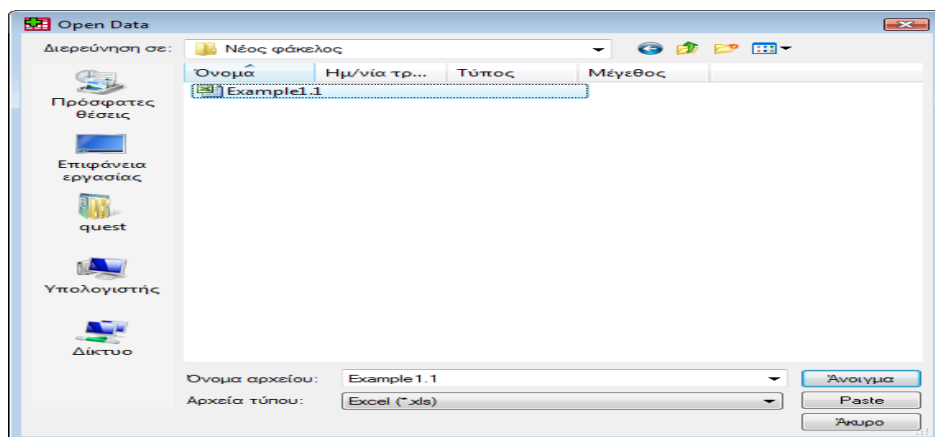 Open Data
Διερεύνηση σε: Νέος φάκελος
Όνομα Ημ/νία τρ... Τύπος Μέγεθος
Example1.1
Πρόσφατες
θέσεις
Επιφάνεια
εργασίας
quest
Υπολογιστής
Δίκτυο
Όνομα αρχείου: Example1.1 Άνοιγμα
Αρχεία τύπου: Excel (*.xls) Paste
Άκυρο